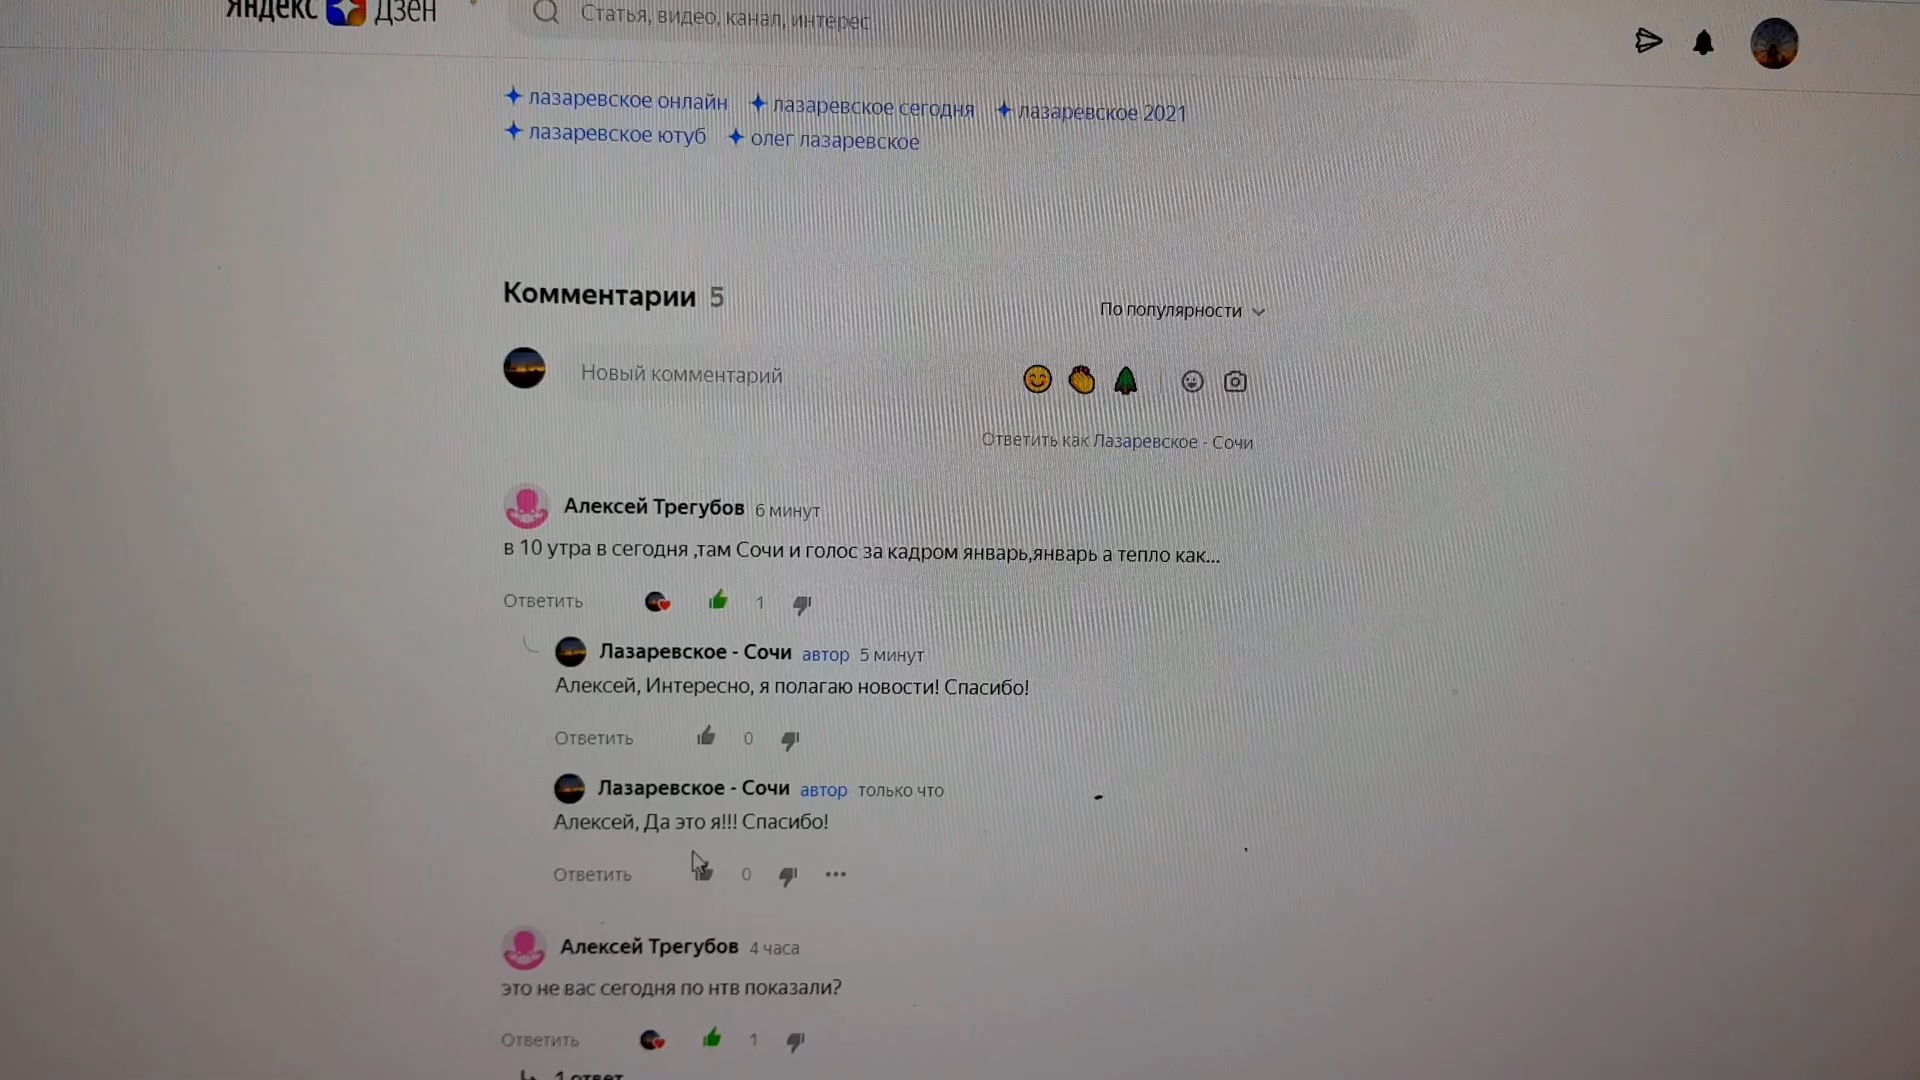 Яндекс Дзен
Статья, видео, канал, интерес
лазаревское онлайн лазаревское сегодня лазаревское 2021
лазаревское ютуб олег лазаревское
Комментарии 5
По популярности
Новый комментарий
Ответить как Лазаревское - Сочи
Алексей Трегубов 6 минут
в 10 утра в сегодня ,там Сочи и голос за кадром январь,январь а тепло как...
Ответить 1
Лазаревское - Сочи автор 5 минут
Алексей, Интересно, я полагаю новости! Спасибо!
Ответить 0
Лазаревское - Сочи автор только что
Алексей, Да это я!!! Спасибо!
Ответить 0
Алексей Трегубов 4 часа
это не вас сегодня по нтв показали?
Ответить 1
1 ответ